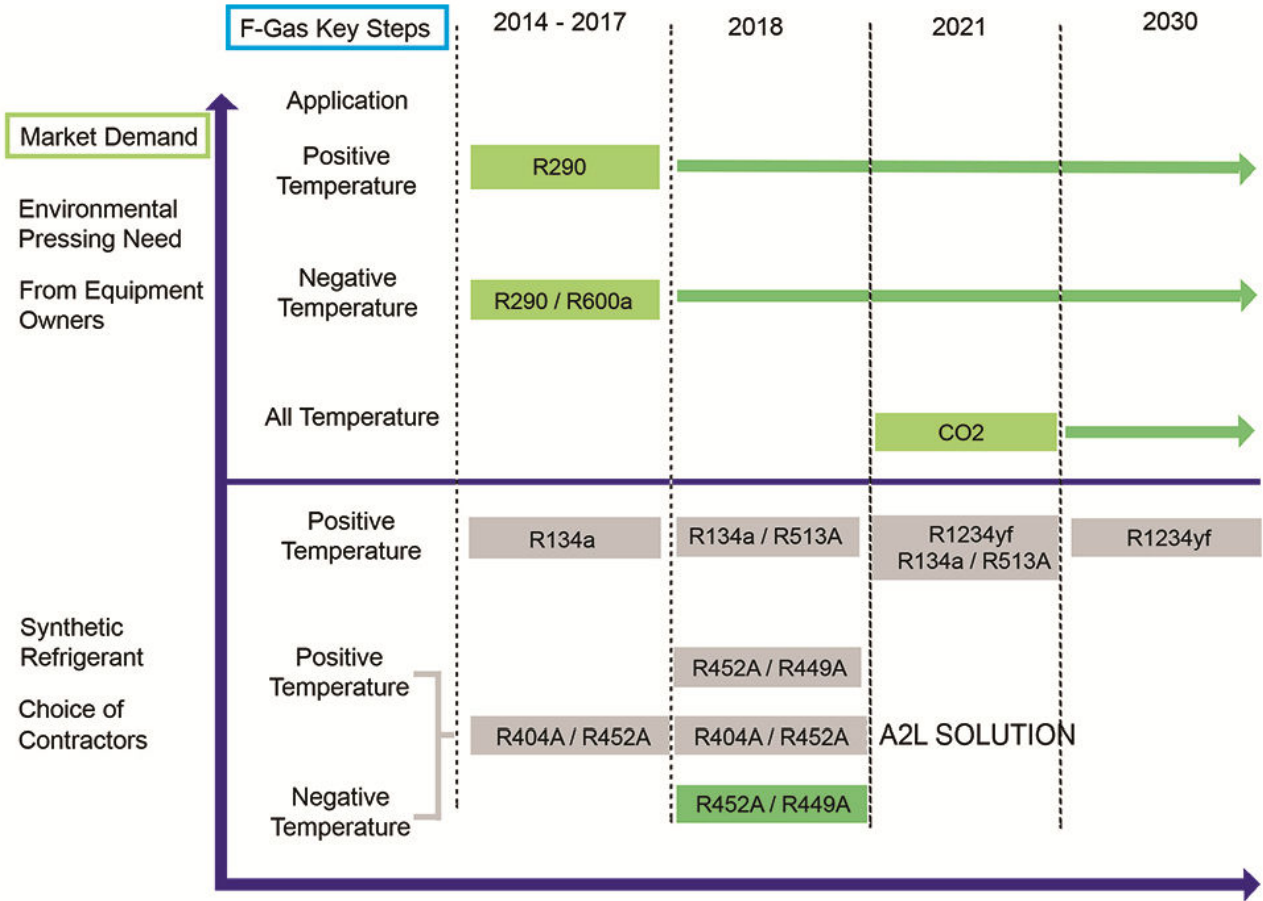 F-Gas Key Steps
2014 - 2017
2018
2021
2030
Application
Market Demand
Positive
Temperature
R290
Environmental
Pressing Need
From Equipment
Owners
Negative
Temperature
R290 / R600a
All Temperature
CO2
Positive
Temperature
R134a
R134a / R513A
R1234yf
R134a / R513A
R1234yf
Synthetic
Refrigerant
Choice of
Contractors
Positive
Temperature
R452A / R449A
R404A / R452A
R404A / R452A
A2L SOLUTION
Negative
Temperature
R452A / R449A